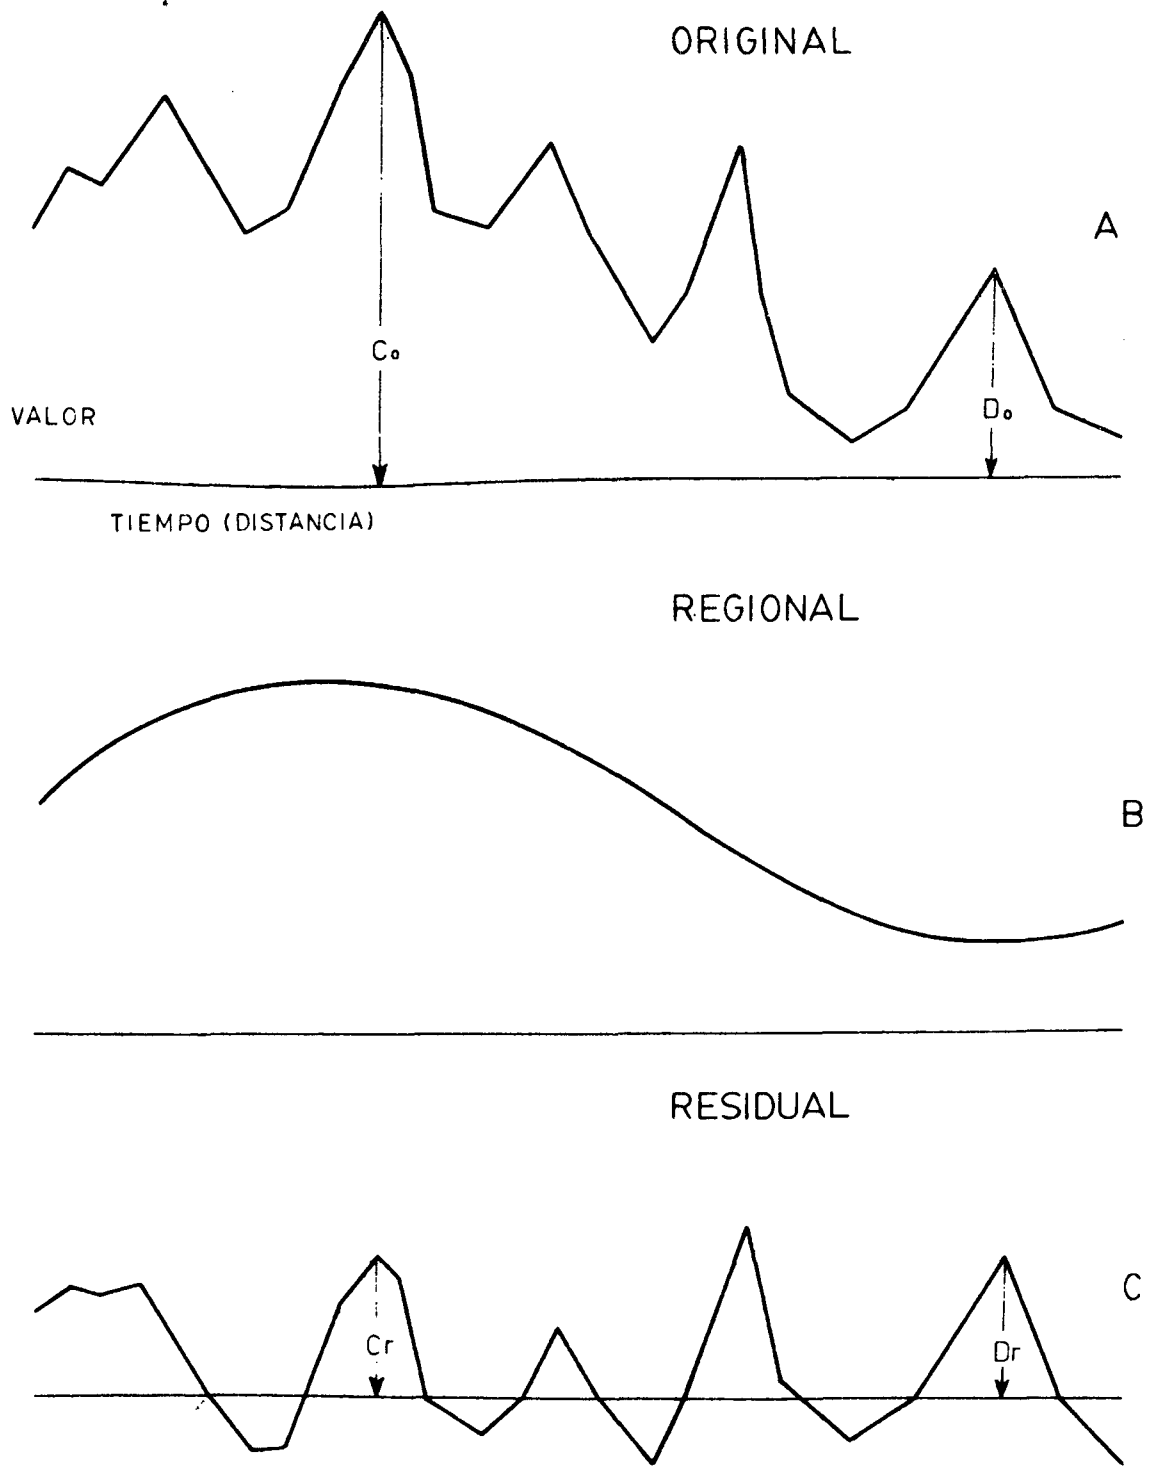 ORIGINAL
A
Co
Do
VALOR
TIEMPO (DISTANCIA)
REGIONAL
B
RESIDUAL
C
Cr
Dr